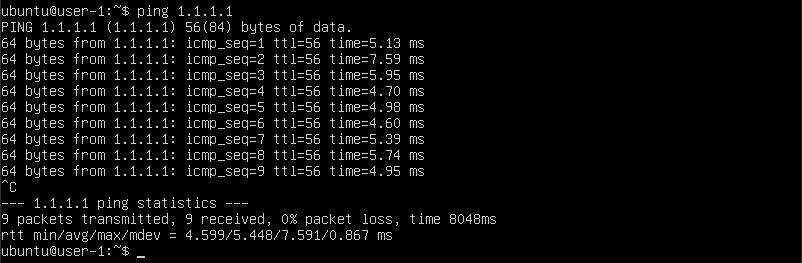 ubuntu@user-1:~$ ping 1.1.1.1
PING 1.1.1.1 (1.1.1.1) 56(84) bytes of data.
64 bytes from 1.1.1.1: icmp_seq=1 ttl=56 time=5.13 ms
64 bytes from 1.1.1.1: icmp_seq=2 ttl=56 time=7.59 ms
64 bytes from 1.1.1.1: icmp_seq=3 ttl=56 time=5.95 ms
64 bytes from 1.1.1.1: icmp_seq=4 ttl=56 time=4.70 ms
64 bytes from 1.1.1.1: icmp_seq=5 ttl=56 time=4.98 ms
64 bytes from 1.1.1.1: icmp_seq=6 ttl=56 time=4.60 ms
64 bytes from 1.1.1.1: icmp_seq=7 ttl=56 time=5.39 ms
64 bytes from 1.1.1.1: icmp_seq=8 ttl=56 time=5.74 ms
64 bytes from 1.1.1.1: icmp_seq=9 ttl=56 time=4.95 ms
^C
--- 1.1.1.1 ping statistics ---
9 packets transmitted, 9 received, 0% packet loss, time 8048ms
rtt min/avg/max/mdev = 4.599/5.448/7.591/0.867 ms
ubuntu@user-1:~$ _